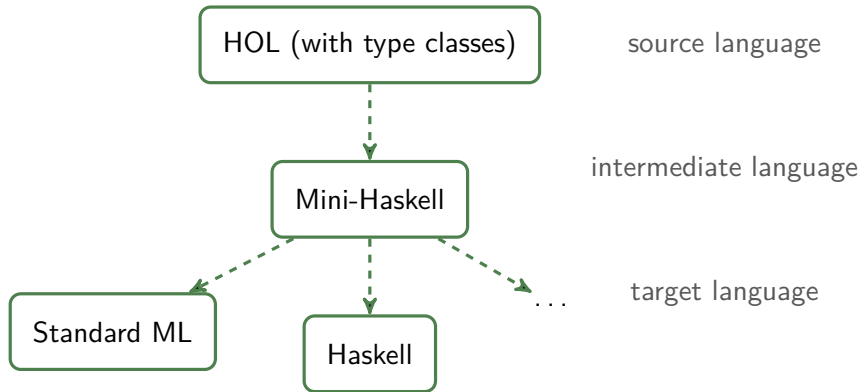 HOL (with type classes)
source language
intermediate language
Mini-Haskell
target language
...
Standard ML
Haskell